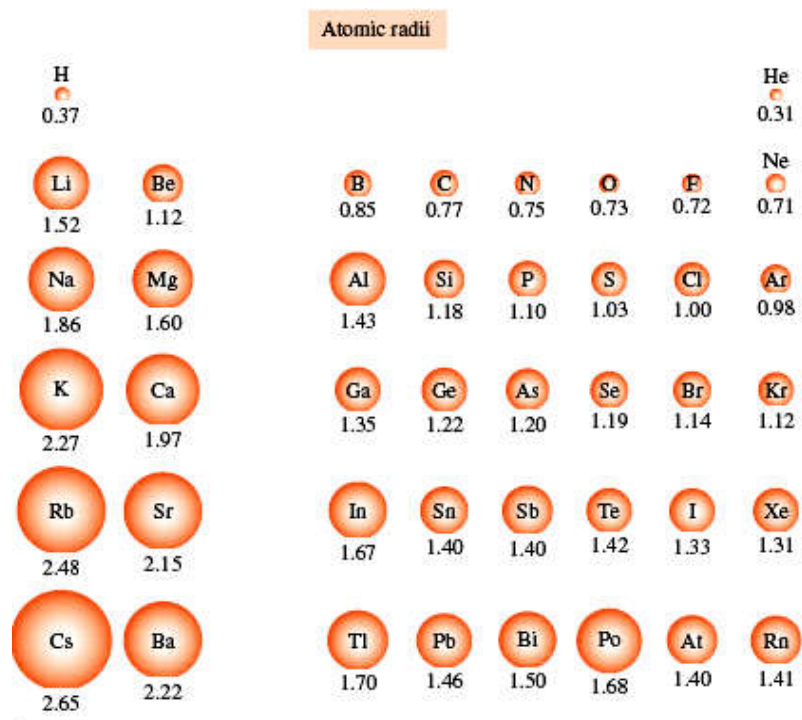 Atomic radii
H He
0.37 0.31
Ne
Li Be B C N O F
1.52 1.12 0.85 0.77 0.75 0.73 0.72 0.71
Na Mg Al Si P S Cl Ar
1.86 1.60 1.43 1.18 1.10 1.03 1.00 0.98
K Ca Ga Ge As Se Br Kr
2.27 1.97 1.35 1.22 1.20 1.19 1.14 1.12
Rb Sr In Sn Sb Te I Xe
2.48 2.15 1.67 1.40 1.40 1.42 1.33 1.31
Cs Ba Tl Pb Bi Po At Rn
2.65 2.22 1.70 1.46 1.50 1.68 1.40 1.41